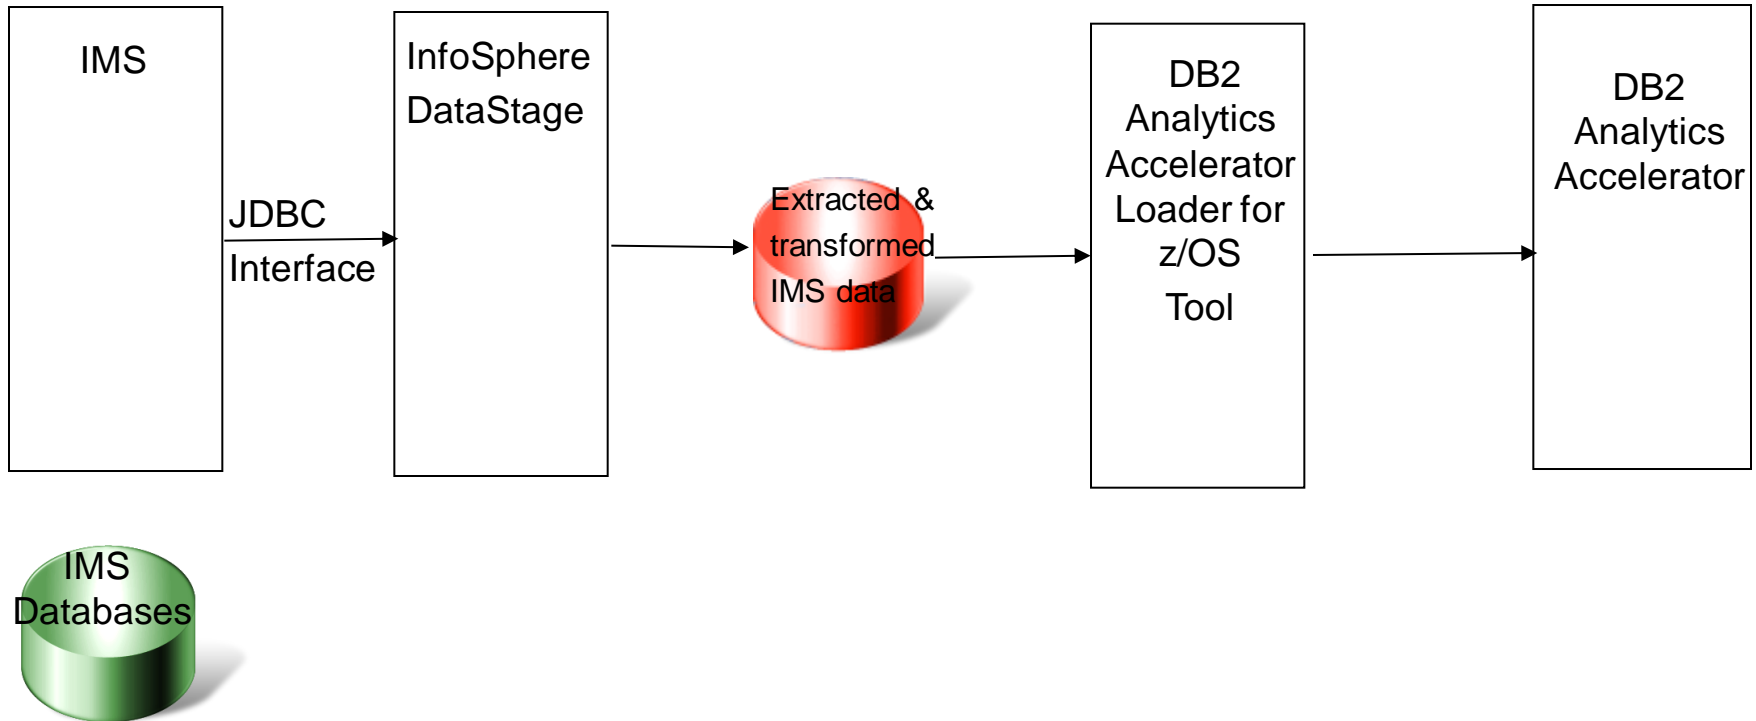 IMS
JDBC
Interface
InfoSphere
DataStage
Extracted &
transformed
IMS data
DB2
Analytics
Accelerator
Loader for
z/OS
Tool
DB2
Analytics
Accelerator
IMS
Databases